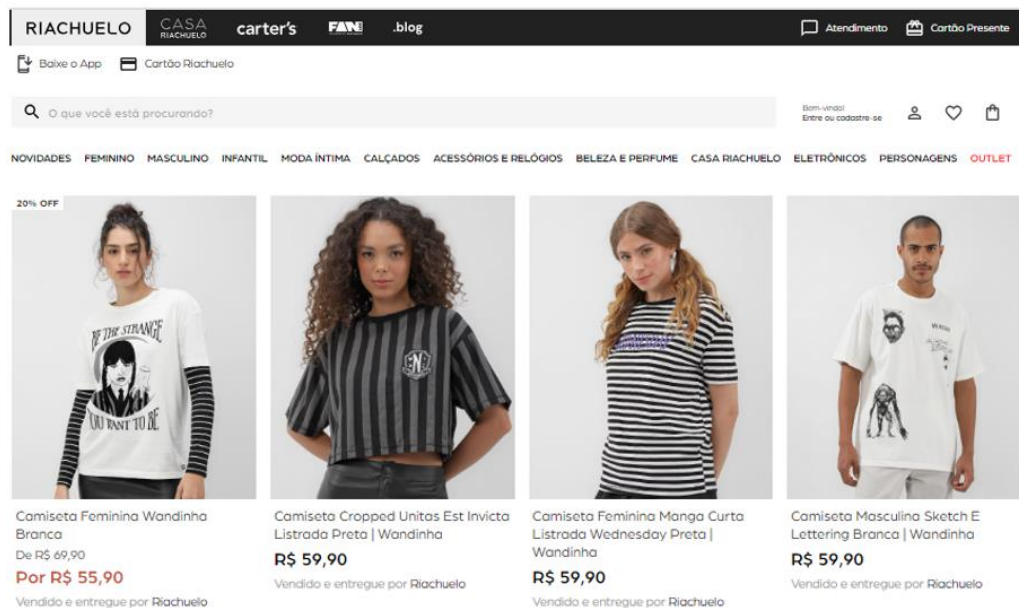 RIACHUELO
CASA
RIACHUELO
carter's
FAN!
.blog
Atendimento
Cartão Presente
Baixe o App
Cartão Riachuelo
O que você está procurando?
Bem-vindo!
Entre ou cadastre-se
NOVIDADES FEMININO MASCULINO INFANTIL MODA ÍNTIMA CALÇADOS ACESSÓRIOS E RELÓGIOS BELEZA E PERFUME CASA RIACHUELO ELETRÔNICOS PERSONAGENS OUTLET
20% OFF
BE THE STRANGE
YOU WANT TO BE
N
WEDNESDAY
Camiseta Feminina Wandinha
Branca
De R$ 69,90
Por R$ 55,90
Vendido e entregue por Riachuelo
Camiseta Cropped Unitas Est Invicta
Listrada Preta | Wandinha
R$ 59,90
Vendido e entregue por Riachuelo
Camiseta Feminina Manga Curta
Listrada Wednesday Preta |
Wandinha
R$ 59,90
Vendido e entregue por Riachuelo
Camiseta Masculina Sketch E
Lettering Branca | Wandinha
R$ 59,90
Vendido e entregue por Riachuelo